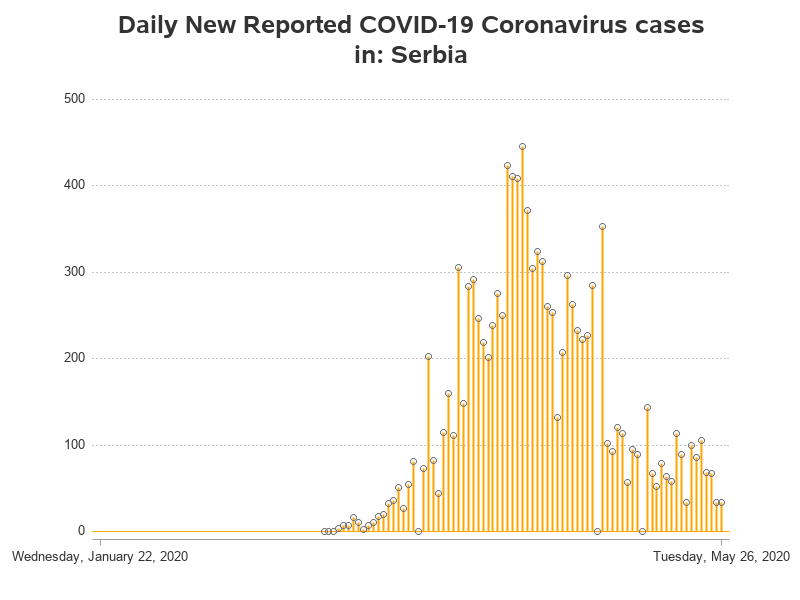 Daily New Reported COVID-19 Coronavirus cases
in: Serbia
500
400
300
200
100
0
Wednesday, January 22, 2020
Tuesday, May 26, 2020